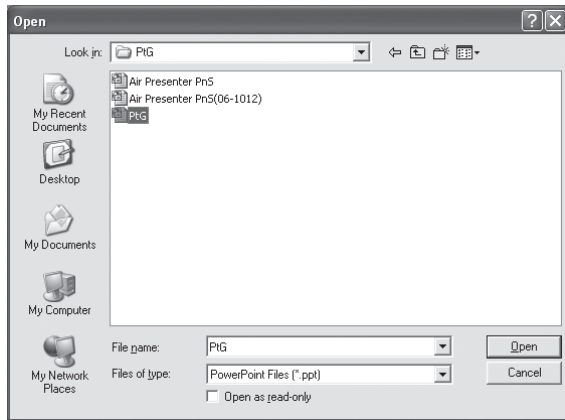 Open
Look in: PtG
Air Presenter PnS
Air Presenter PnS(06-1012)
PtG
My Recent
Documents
Desktop
My Documents
My Computer
My Network
Places
File name: PtG Open
Files of type: PowerPoint Files (*.ppt) Cancel
Open as read-only